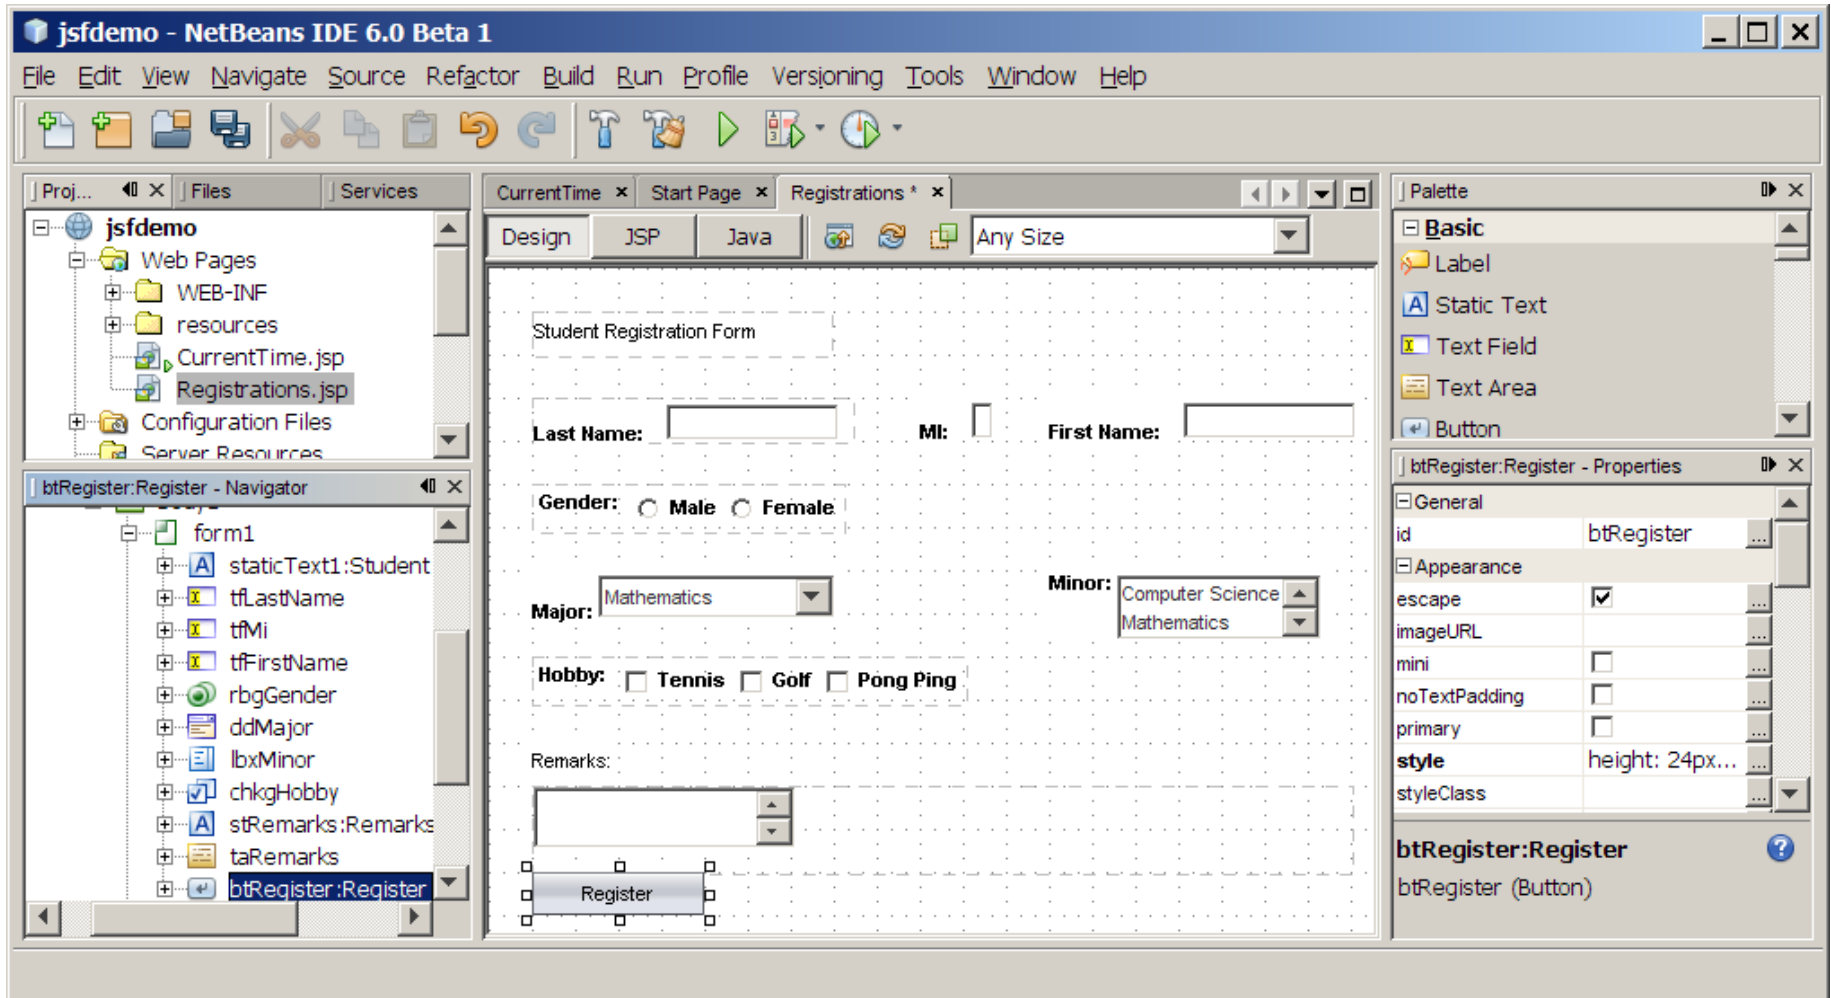 jsfdemo - NetBeans IDE 6.0 Beta 1
File Edit View Navigate Source Refactor Build Run Profile Versioning Tools Window Help
Proj... Files Services
jsfdemo
Web Pages
WEB-INF
resources
CurrentTime.jsp
Registrations.jsp
Configuration Files
Server Resources
btRegister:Register - Navigator
form1
staticText1:Student
tfLastName
tfMi
tfFirstName
rbgGender
ddMajor
lbxMinor
chkgHobby
stRemarks:Remarks
taRemarks
btRegister:Register
CurrentTime Start Page Registrations *
Design JSP Java Any Size
Student Registration Form
Last Name: MI: First Name:
Gender: Male Female
Major: Mathematics Minor: Computer Science
Mathematics
Hobby: Tennis Golf Pong Ping
Remarks:
Register
Palette
Basic
Label
Static Text
Text Field
Text Area
Button
btRegister:Register - Properties
General
id btRegister ...
Appearance
escape ...
imageURL ...
mini ...
noTextPadding ...
primary ...
style height: 24px... ...
styleClass ...
btRegister:Register
btRegister (Button)